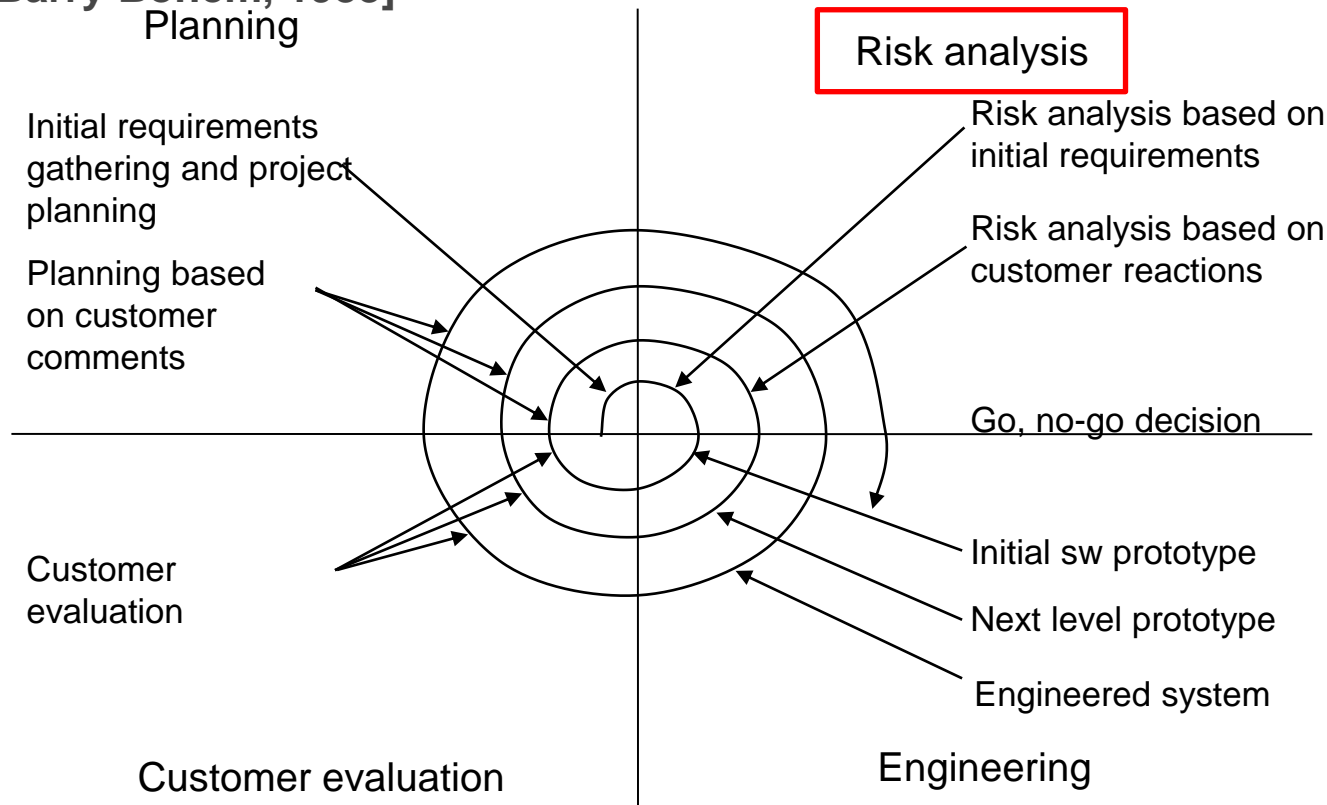 Planning
Risk analysis
Initial requirements
gathering and project
planning
Planning based
on customer
comments
Risk analysis based on
initial requirements
Risk analysis based on
customer reactions
Go, no-go decision
Customer
evaluation
Initial sw prototype
Next level prototype
Engineered system
Customer evaluation
Engineering